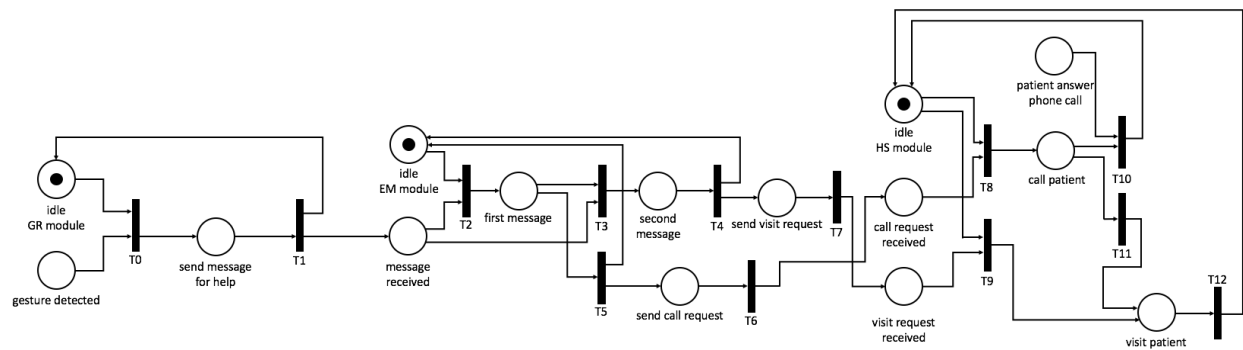 idle
GR module
gesture detected
T0
send message
for help
T1
idle
EM module
message
received
T2
first message
T3
second
message
T4
send visit request
T7
T5
send call request
T6
idle
HS module
call request
received
visit request
received
T8
T9
patient answer
phone call
call patient
T10
T11
visit patient
T12